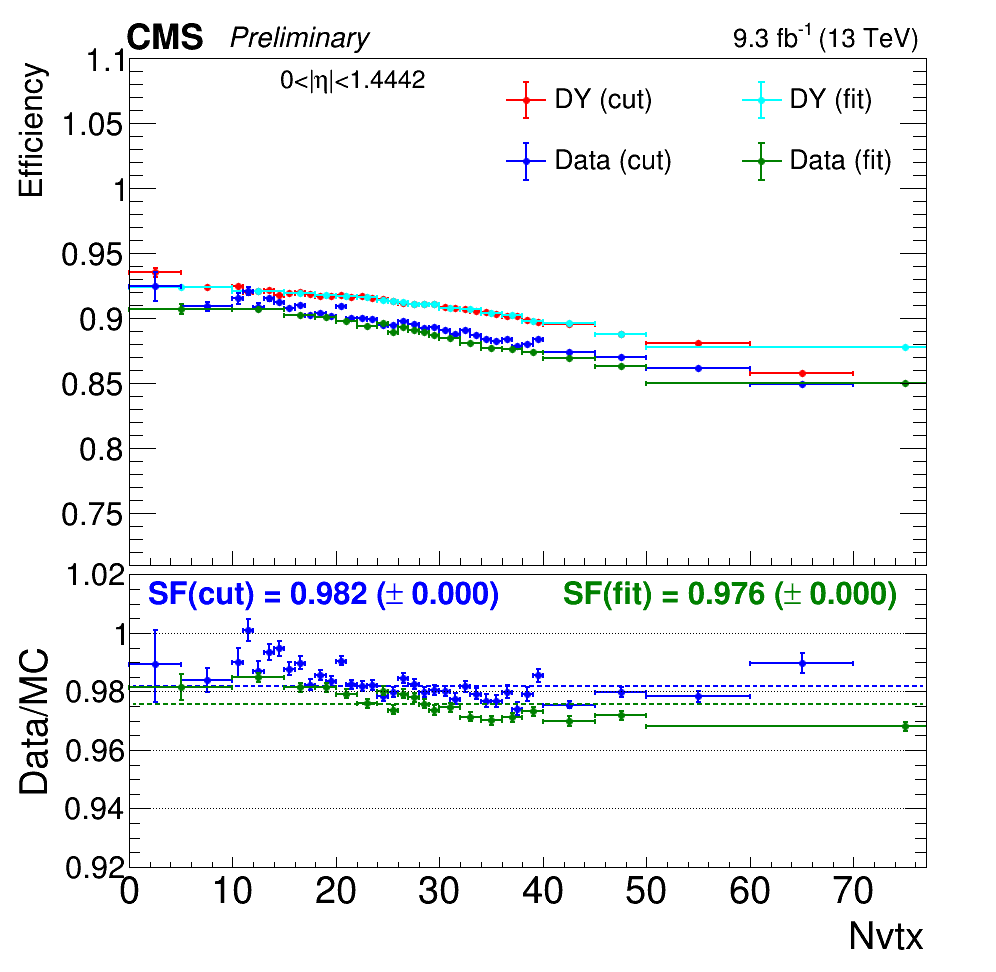 CMS Preliminary 9.3 fb-1 (13 TeV)
0<|η|<1.4442
DY (cut) DY (fit)
Data (cut) Data (fit)
Efficiency
1.1
1.05
1
0.95
0.9
0.85
0.8
0.75
SF(cut) = 0.982 (± 0.000) SF(fit) = 0.976 (± 0.000)
Data/MC
1.02
1
0.98
0.96
0.94
0.92
0 10 20 30 40 50 60 70
Nvtx